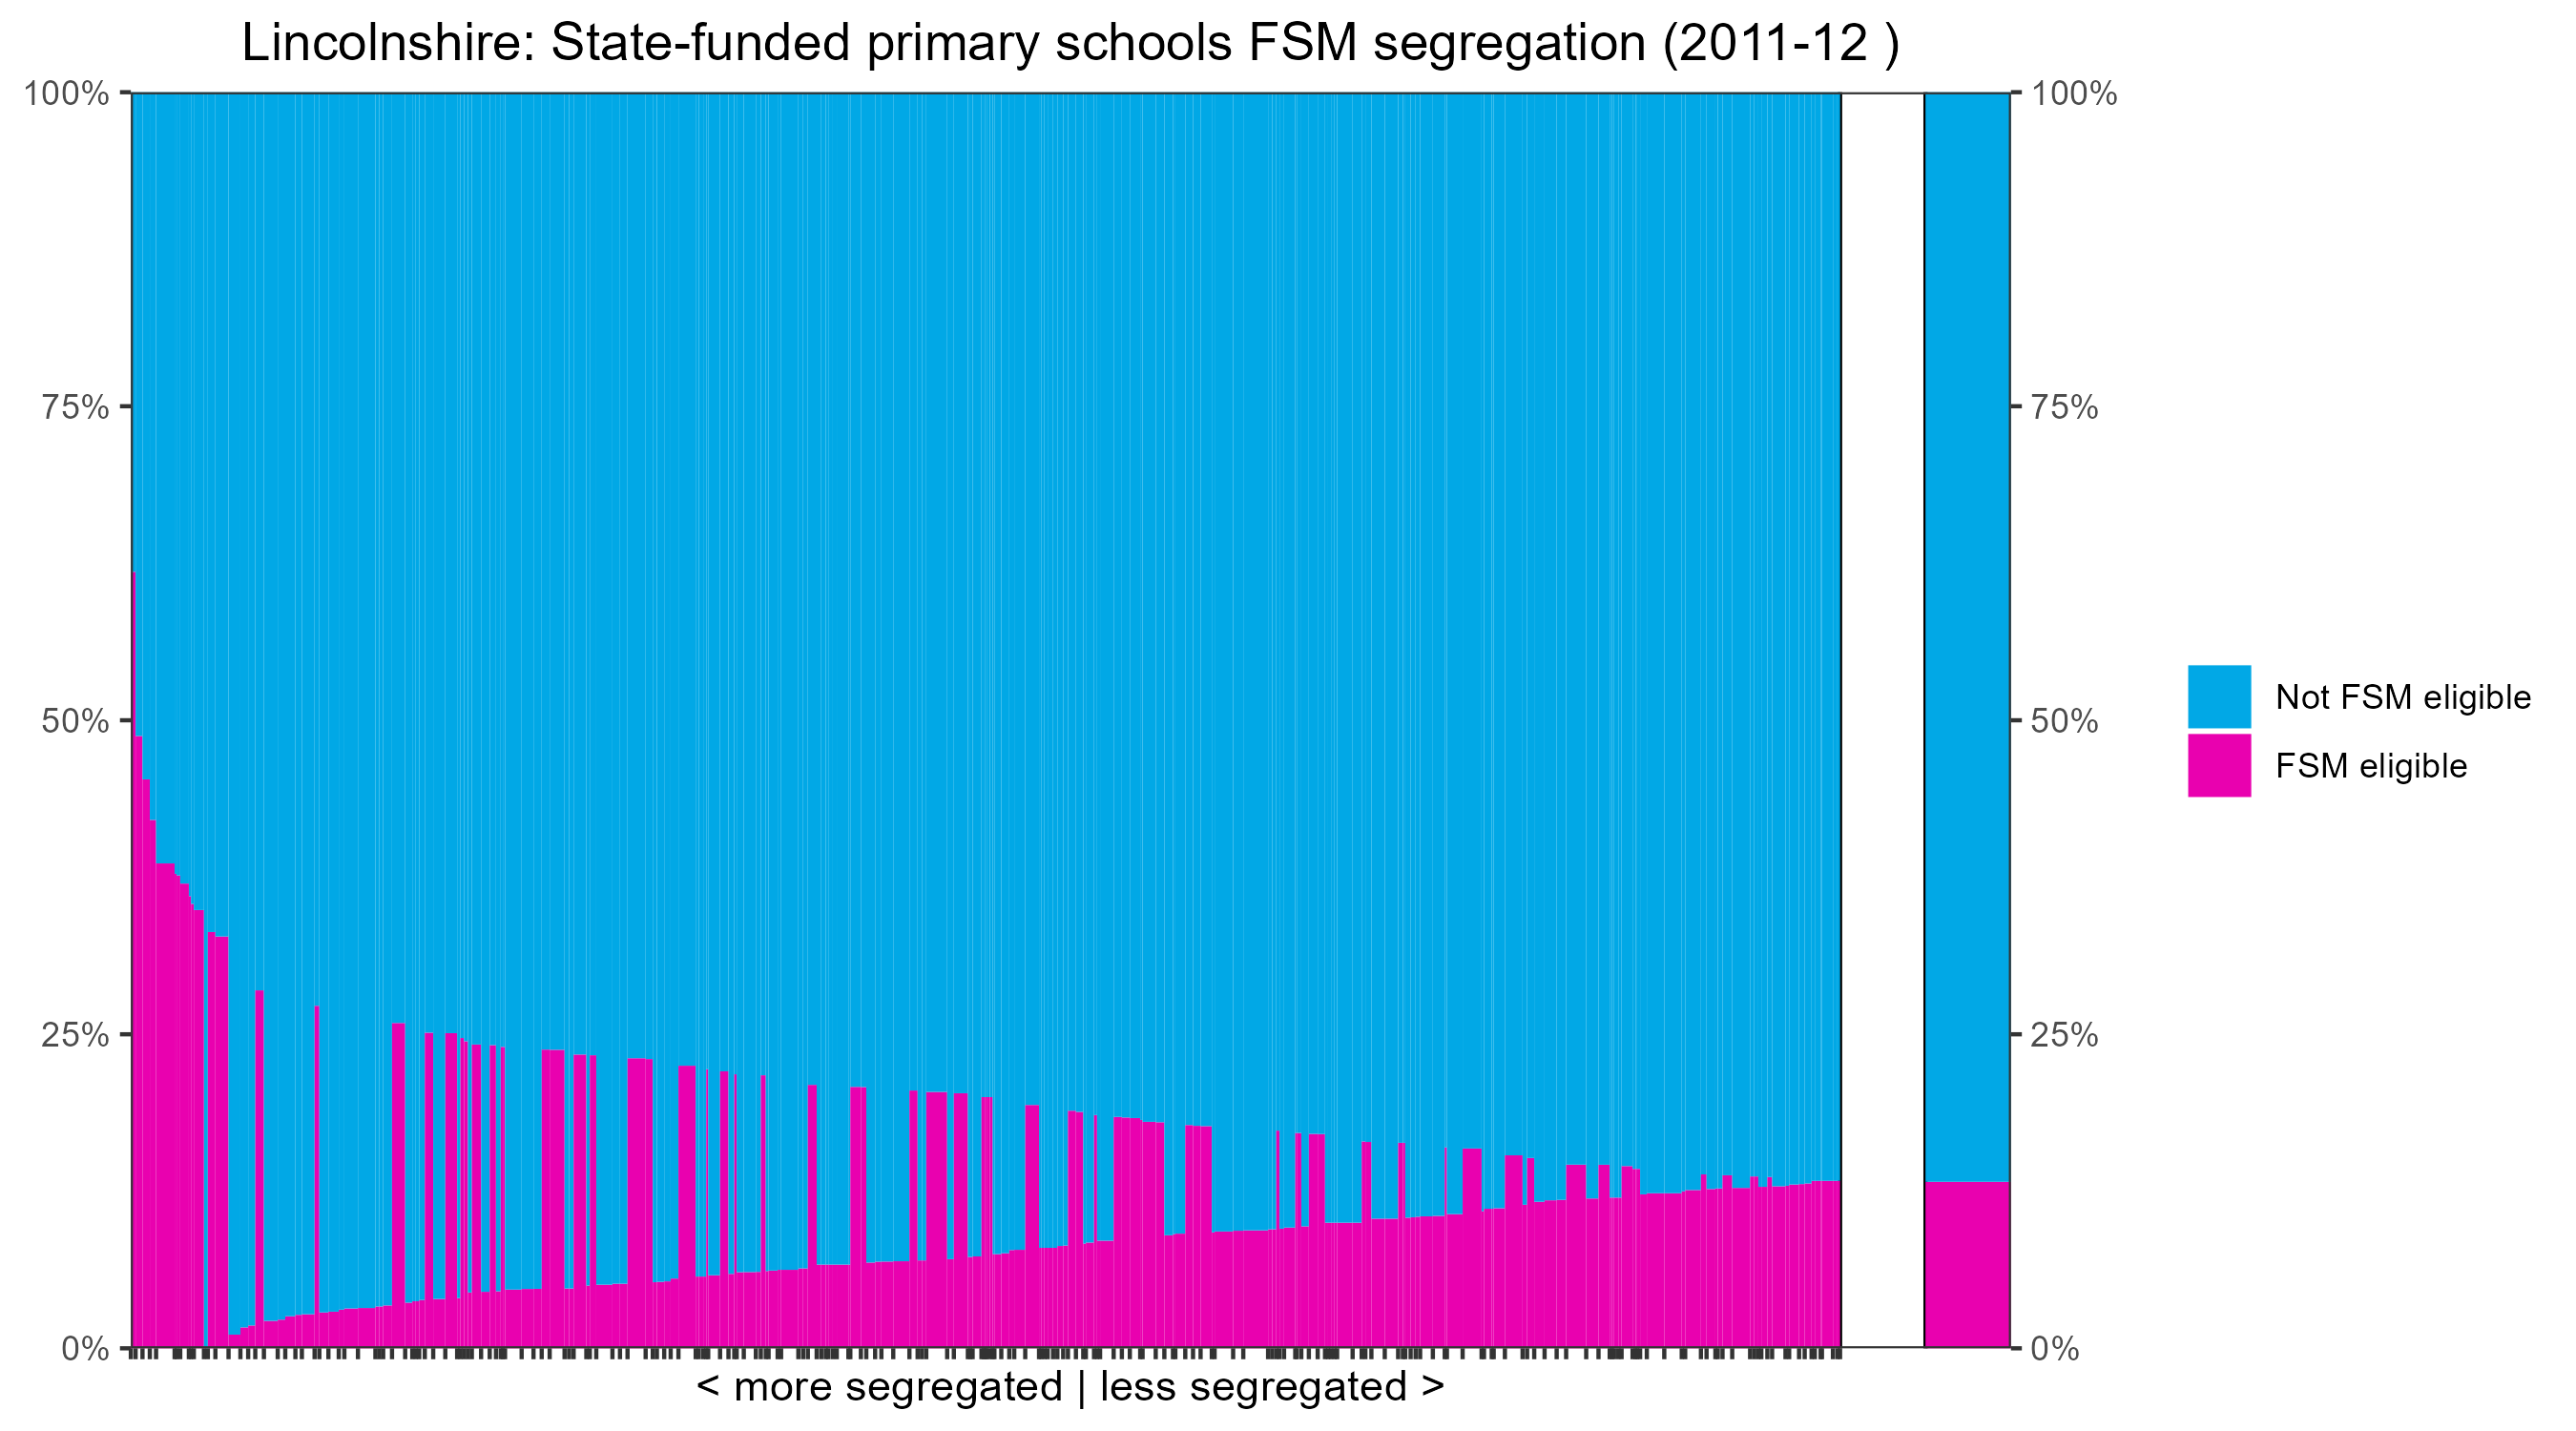 Lincolnshire: State-funded primary schools FSM segregation (2011-12 )
100%
75%
50%
25%
0%
100%
75%
50%
25%
0%
Not FSM eligible
FSM eligible
< more segregated | less segregated >